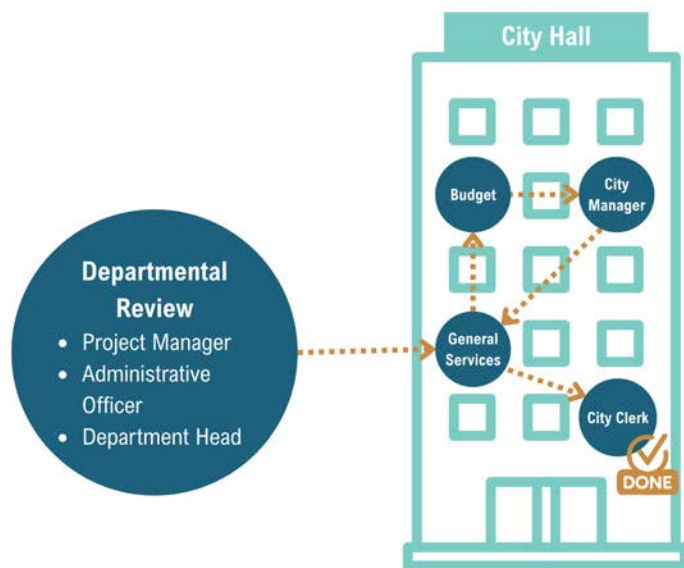 City Hall
Budget
City
Manager
Departmental
Review
• Project Manager
• Administrative
Officer
• Department Head
General
Services
City Clerk
DONE